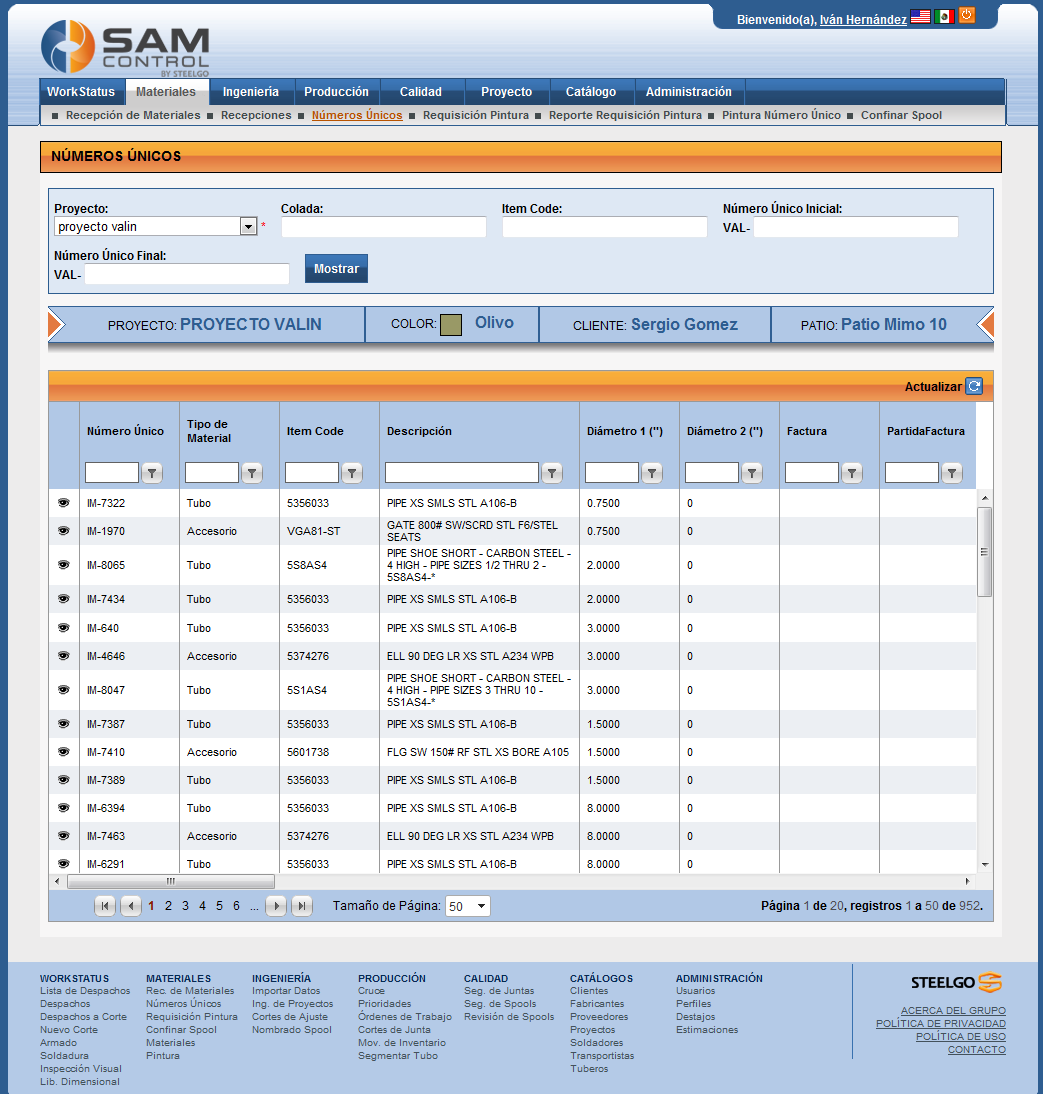 Bienvenido(a), Iván Hernández
SAM
CONTROL
BY STEELGO
WorkStatus Materiales Ingeniería Producción Calidad Proyecto Catálogo Administración
Recepción de Materiales Recepciones Números Únicos Requisición Pintura Reporte Requisición Pintura Pintura Número Único Confinar Spool
NÚMEROS ÚNICOS
Proyecto: Colada: Item Code: Número Único Inicial:
proyecto valin * VAL-
Número Único Final:
VAL- Mostrar
PROYECTO: PROYECTO VALIN COLOR: Olivo CLIENTE: Sergio Gomez PATIO: Patio Mimo 10
Actualizar
Número Único Tipo de Material Item Code Descripción Diámetro 1 (") Diámetro 2 (") Factura PartidaFactura
IM-7322 Tubo 5356033 PIPE XS SMLS STL A106-B 0.7500 0
IM-1970 Accesorio VGA81-ST GATE 800# SW/SCRD STL F6/STEL SEATS 0.7500 0
IM-8065 Tubo 5S8AS4 PIPE SHOE SHORT - CARBON STEEL - 4 HIGH - PIPE SIZES 1/2 THRU 2 - 5S8AS4-* 2.0000 0
IM-7434 Tubo 5356033 PIPE XS SMLS STL A106-B 2.0000 0
IM-640 Tubo 5356033 PIPE XS SMLS STL A106-B 3.0000 0
IM-4646 Accesorio 5374276 ELL 90 DEG LR XS STL A234 WPB 3.0000 0
IM-8047 Tubo 5S1AS4 PIPE SHOE SHORT - CARBON STEEL - 4 HIGH - PIPE SIZES 3 THRU 10 - 5S1AS4-* 3.0000 0
IM-7387 Tubo 5356033 PIPE XS SMLS STL A106-B 1.5000 0
IM-7410 Accesorio 5601738 FLG SW 150# RF STL XS BORE A105 1.5000 0
IM-7389 Tubo 5356033 PIPE XS SMLS STL A106-B 1.5000 0
IM-6394 Tubo 5356033 PIPE XS SMLS STL A106-B 8.0000 0
IM-7463 Accesorio 5374276 ELL 90 DEG LR XS STL A234 WPB 8.0000 0
IM-6291 Tubo 5356033 PIPE XS SMLS STL A106-B 8.0000 0
1 2 3 4 5 6 ... Tamaño de Página: 50 Página 1 de 20, registros 1 a 50 de 952.
WORKSTATUS MATERIALES INGENIERÍA PRODUCCIÓN CALIDAD CATÁLOGOS ADMINISTRACIÓN STEELGO
Lista de Despachos Rec. de Materiales Importar Datos Cruce Seg. de Juntas Clientes Usuarios
Despachos Números Únicos Ing. de Proyectos Prioridades Seg. de Spools Fabricantes Perfiles ACERCA DEL GRUPO
Despachos a Corte Requisición Pintura Cortes de Ajuste Órdenes de Trabajo Revisión de Spools Proveedores Destajos POLÍTICA DE PRIVACIDAD
Nuevo Corte Confinar Spool Nombrado Spool Cortes de Junta Proyectos Estimaciones POLÍTICA DE USO
Armado Materiales Mov. de Inventario Soldadores CONTACTO
Soldadura Pintura Segmentar Tubo Transportistas
Inspección Visual Tuberos
Lib. Dimensional